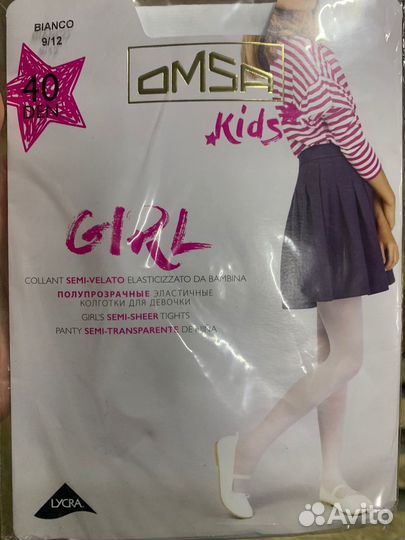 BIANCO
9/12
40
DEN
OMSA
Kids
GIRL
COLLANT SEMI-VELATO ELASTICIZZATO DA BAMBINA
ПОЛУПРОЗРАЧНЫЕ ЭЛАСТИЧНЫЕ
КОЛГОТКИ ДЛЯ ДЕВОЧКИ
GIRL'S SEMI-SHEER TIGHTS
PANTY SEMI-TRANSPARENTE DE NIÑA
LYCRA
Avito